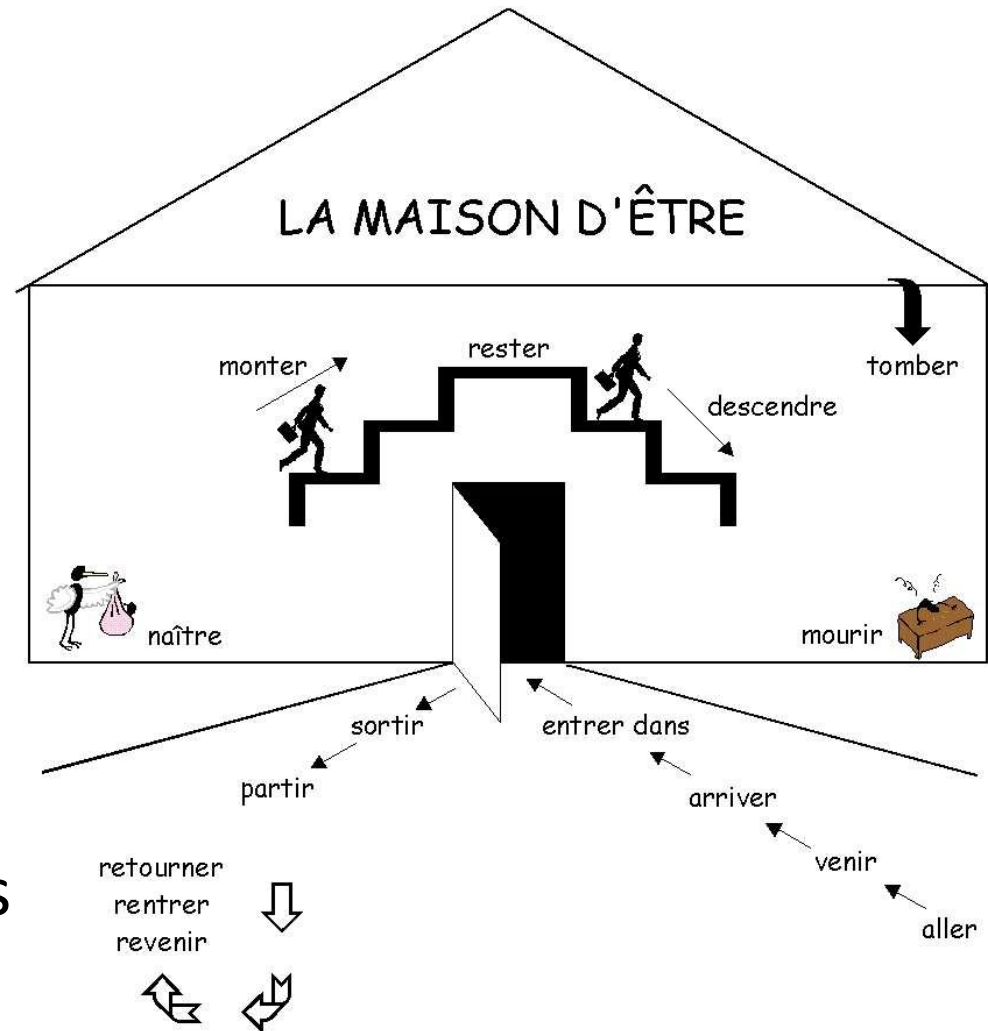 LA MAISON D'ÊTRE
monter
rester
tomber
descendre
naître
mourir
sortir
entrer dans
partir
arriver
venir
aller
retourner
rentrer
revenir
s